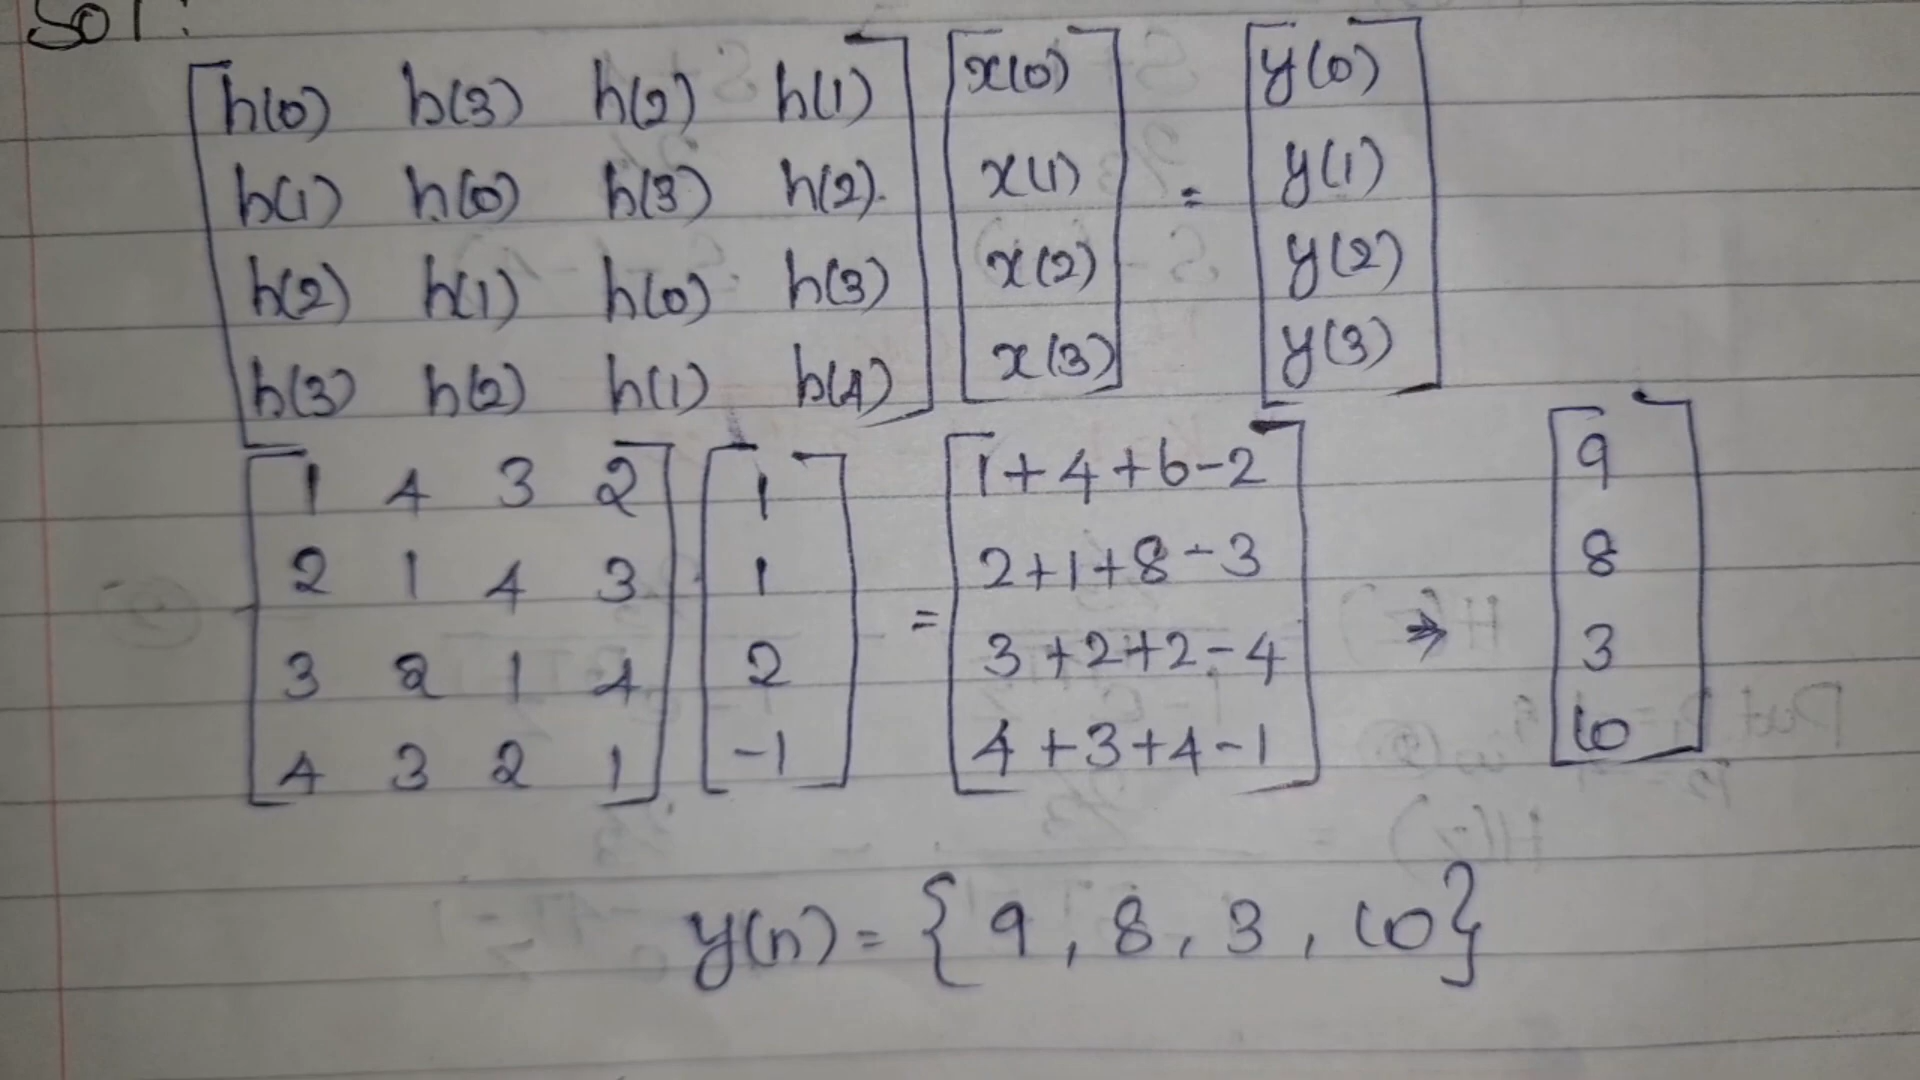 Sol:
h(0) h(3) h(2) h(1) x(0) y(0)
h(1) h(0) h(3) h(2) x(1) = y(1)
h(2) h(1) h(0) h(3) x(2) y(2)
h(3) h(2) h(1) h(4) x(3) y(3)
1 4 3 2 1 1+4+6-2 9
2 1 4 3 1 = 2+1+8-3 8
3 2 1 4 2 3+2+2-4 ⇒ 3
4 3 2 1 -1 4+3+4-1 10
y(n) = {9, 8, 3, 10}